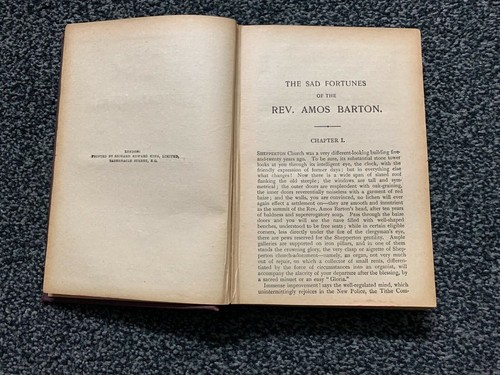 LONDON:
PRINTED BY RICHARD EDWARD KING, LIMITED,
TABERNACLE STREET, E.C.
THE SAD FORTUNES
OF THE
REV. AMOS BARTON.
CHAPTER I.
SHEPPERTON Church was a very different-looking building five-
and-twenty years ago. To be sure, its substantial stone tower
looks at you through its intelligent eye, the clock, with the
friendly expression of former days; but in everything else
what changes! Now there is a wide span of slated roof
flanking the old steeple; the windows are tall and sym-
metrical; the outer doors are resplendent with oak-graining,
the inner doors reverentially noiseless with a garment of red
baize; and the walls, you are convinced, no lichen will ever
again effect a settlement on—they are smooth and innutrient
as the summit of the Rev. Amos Barton's head, after ten years
of baldness and supererogatory soap. Pass through the baize
doors and you will see the nave filled with well-shaped
benches, understood to be free seats; while in certain eligible
corners, less directly under the fire of the clergyman's eye,
there are pews reserved for the Shepperton gentility. Ample
galleries are supported on iron pillars, and in one of them
stands the crowning glory, the very clasp or aigrette of Shep-
perton church-adornment—namely, an organ, not very much
out of repair, on which a collector of small rents, differentiated
by the force of circumstances into an organist, will
accompany the alacrity of your departure after the blessing, by
a sacred minuet or an easy "Gloria."
Immense improvement! says the well-regulated mind, which
unintermittingly rejoices in the New Police, the Tithe Com-